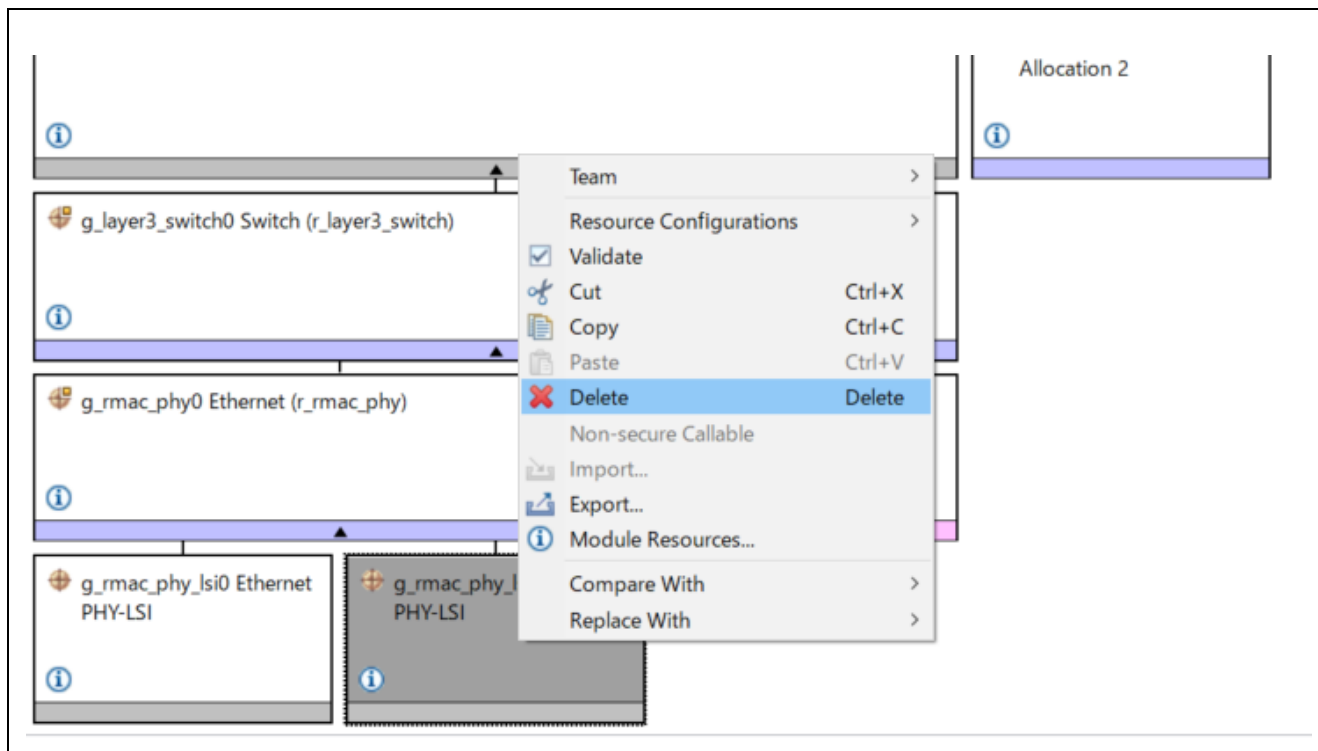 Allocation 2
g_layer3_switch0 Switch (r_layer3_switch)
g_rmac_phy0 Ethernet (r_rmac_phy)
g_rmac_phy_lsi0 Ethernet
PHY-LSI
g_rmac_phy_l
PHY-LSI
Team
Resource Configurations
Validate
Cut Ctrl+X
Copy Ctrl+C
Paste Ctrl+V
Delete Delete
Non-secure Callable
Import...
Export...
Module Resources...
Compare With
Replace With